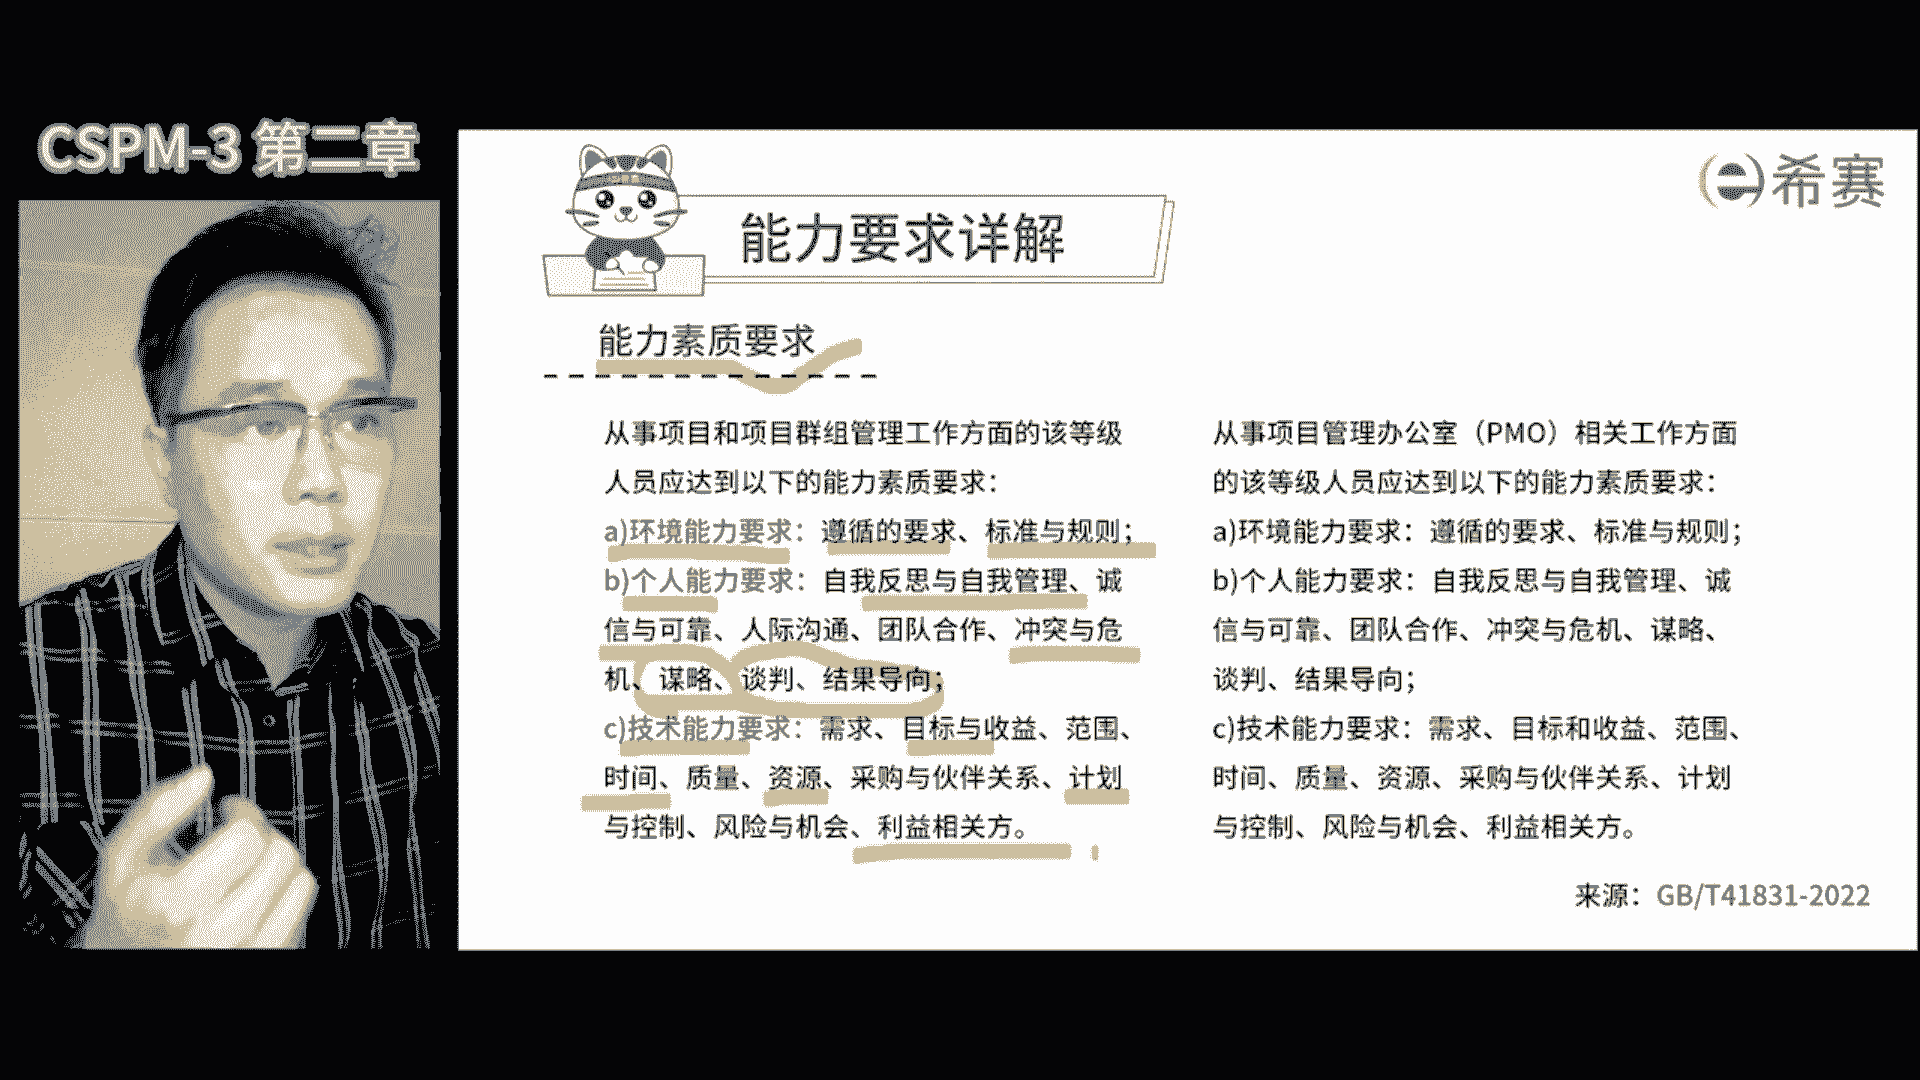 CSPM-3 第二章
希赛
能力要求详解
能力素质要求
从事项目和项目群组管理工作方面的该等级
人员应达到以下的能力素质要求：
a)环境能力要求：遵循的要求、标准与规则；
b)个人能力要求：自我反思与自我管理、诚
信与可靠、人际沟通、团队合作、冲突与危
机、谋略、谈判、结果导向；
c)技术能力要求：需求、目标与收益、范围、
时间、质量、资源、采购与伙伴关系、计划
与控制、风险与机会、利益相关方。
从事项目管理办公室（PMO）相关工作方面
的该等级人员应达到以下的能力素质要求：
a)环境能力要求：遵循的要求、标准与规则；
b)个人能力要求：自我反思与自我管理、诚
信与可靠、团队合作、冲突与危机、谋略、
谈判、结果导向；
c)技术能力要求：需求、目标和收益、范围、
时间、质量、资源、采购与伙伴关系、计划
与控制、风险与机会、利益相关方。
来源：GB/T41831-2022